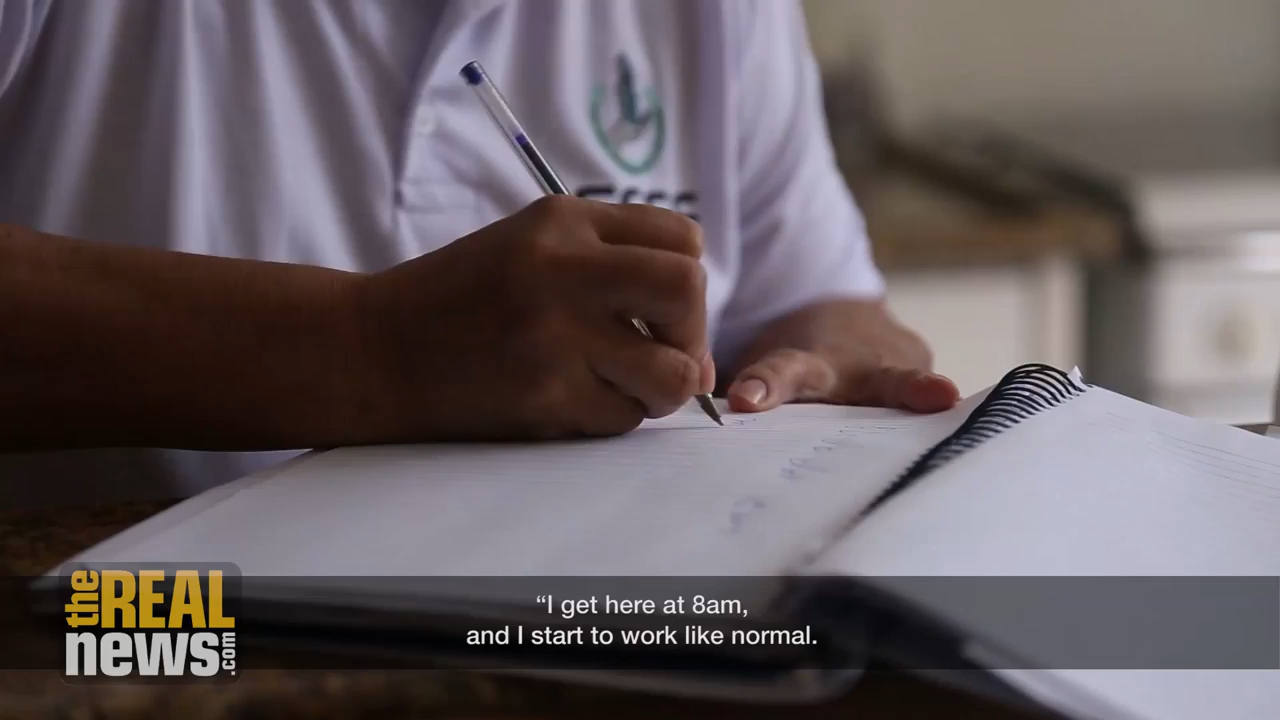 the REAL
news.com
“I get here at 8am,
and I start to work like normal.